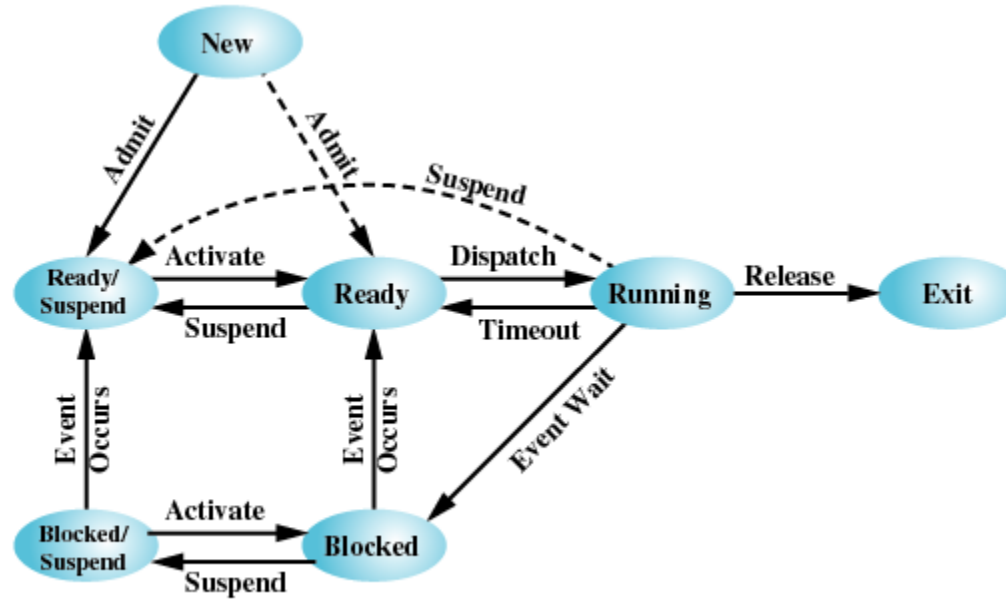 New
Admit
Admit
Suspend
Ready/
Suspend
Activate
Suspend
Ready
Dispatch
Timeout
Running
Release
Exit
Event
Occurs
Event
Occurs
Event Wait
Blocked/
Suspend
Activate
Suspend
Blocked